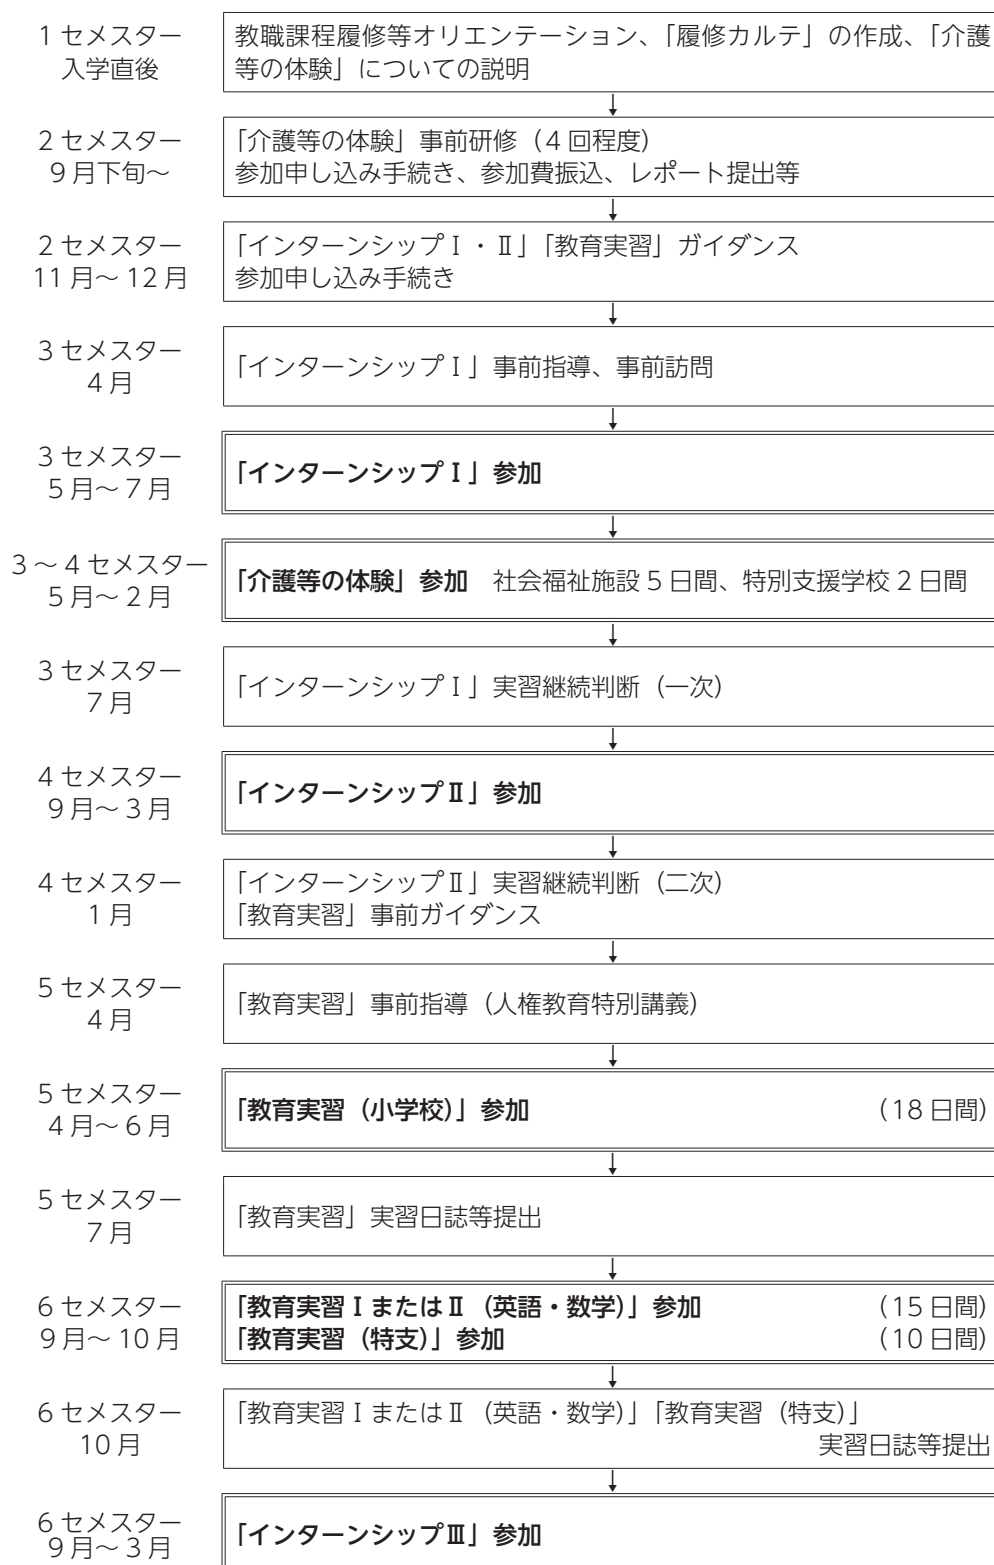 1セメスター
入学直後
教職課程履修等オリエンテーション、「履修カルテ」の作成、「介護
等の体験」についての説明
↓
2セメスター
9月下旬～
「介護等の体験」事前研修（4回程度）
参加申し込み手続き、参加費振込、レポート提出等
↓
2セメスター
11月～12月
「インターンシップⅠ・Ⅱ」「教育実習」ガイダンス
参加申し込み手続き
↓
3セメスター
4月
「インターンシップⅠ」事前指導、事前訪問
↓
3セメスター
5月～7月
「インターンシップⅠ」参加
↓
3～4セメスター
5月～2月
「介護等の体験」参加　社会福祉施設5日間、特別支援学校2日間
↓
3セメスター
7月
「インターンシップⅠ」実習継続判断（一次）
↓
4セメスター
9月～3月
「インターンシップⅡ」参加
↓
4セメスター
1月
「インターンシップⅡ」実習継続判断（二次）
「教育実習」事前ガイダンス
↓
5セメスター
4月
「教育実習」事前指導（人権教育特別講義）
↓
5セメスター
4月～6月
「教育実習（小学校）」参加　（18日間）
↓
5セメスター
7月
「教育実習」実習日誌等提出
↓
6セメスター
9月～10月
「教育実習ⅠまたはⅡ（英語・数学）」参加　（15日間）
「教育実習（特支）」参加　（10日間）
↓
6セメスター
10月
「教育実習ⅠまたはⅡ（英語・数学）」「教育実習（特支）」
実習日誌等提出
↓
6セメスター
9月～3月
「インターンシップⅢ」参加